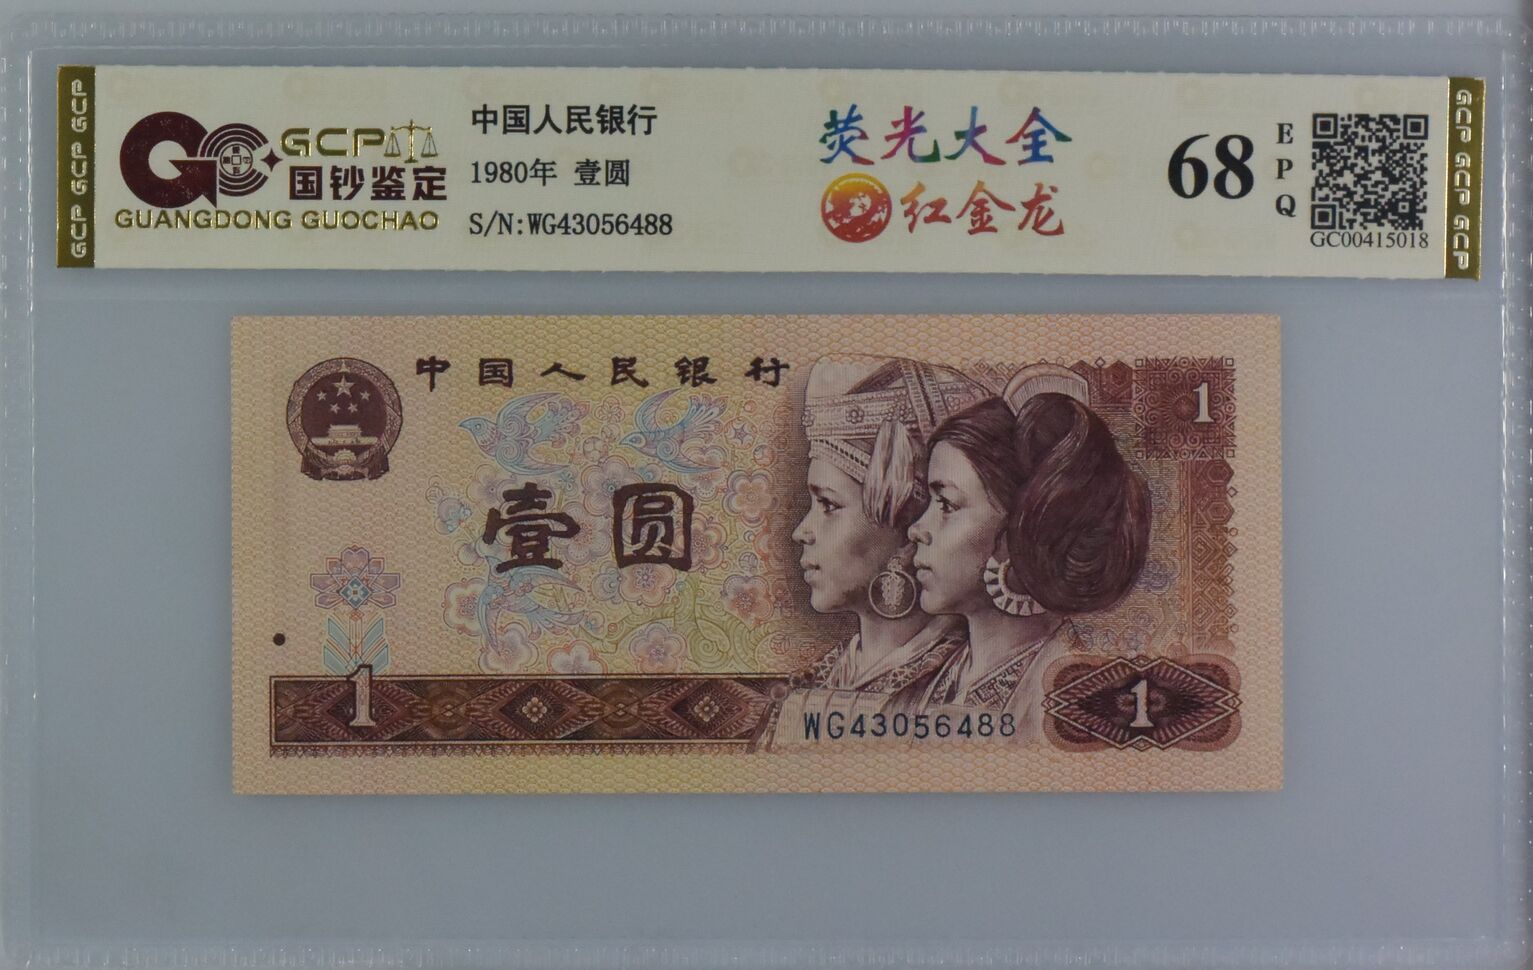 GCP
国钞鉴定
GUANGDONG GUOCHAO
中国人民银行
1980年 壹圆
S/N:WG43056488
荧光大全
红金龙
68
EPQ
GC00415018
GCP GCP GCP
GCP GCP GCP
中国人民银行
1
壹圆
1
WG43056488
1